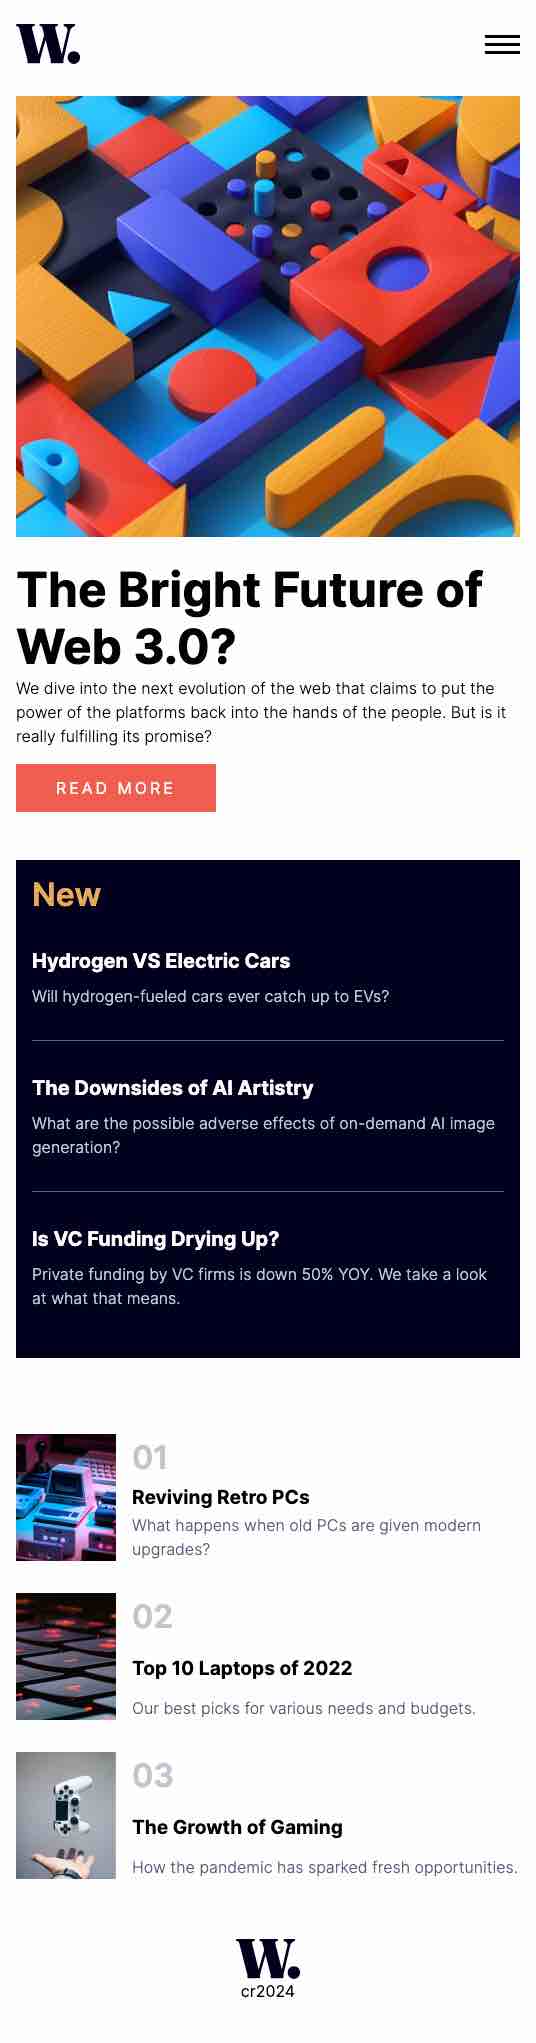 W.
The Bright Future of
Web 3.0?
We dive into the next evolution of the web that claims to put the
power of the platforms back into the hands of the people. But is it
really fulfilling its promise?
READ MORE
New
Hydrogen VS Electric Cars
Will hydrogen-fueled cars ever catch up to EVs?
The Downsides of AI Artistry
What are the possible adverse effects of on-demand AI image
generation?
Is VC Funding Drying Up?
Private funding by VC firms is down 50% YOY. We take a look
at what that means.
01
Reviving Retro PCs
What happens when old PCs are given modern
upgrades?
02
Top 10 Laptops of 2022
Our best picks for various needs and budgets.
03
The Growth of Gaming
How the pandemic has sparked fresh opportunities.
W.
cr2024